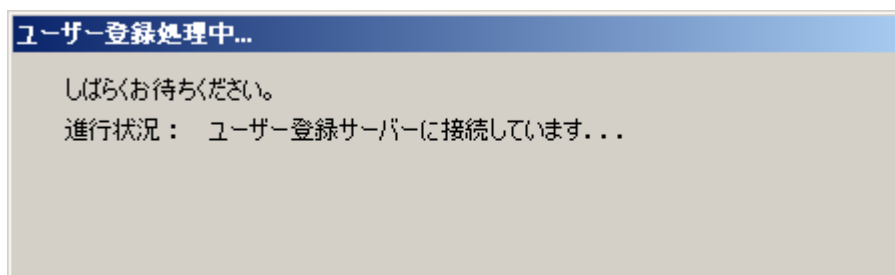 ユーザー登録処理中...
しばらくお待ちください。
進行状況： ユーザー登録サーバーに接続しています...